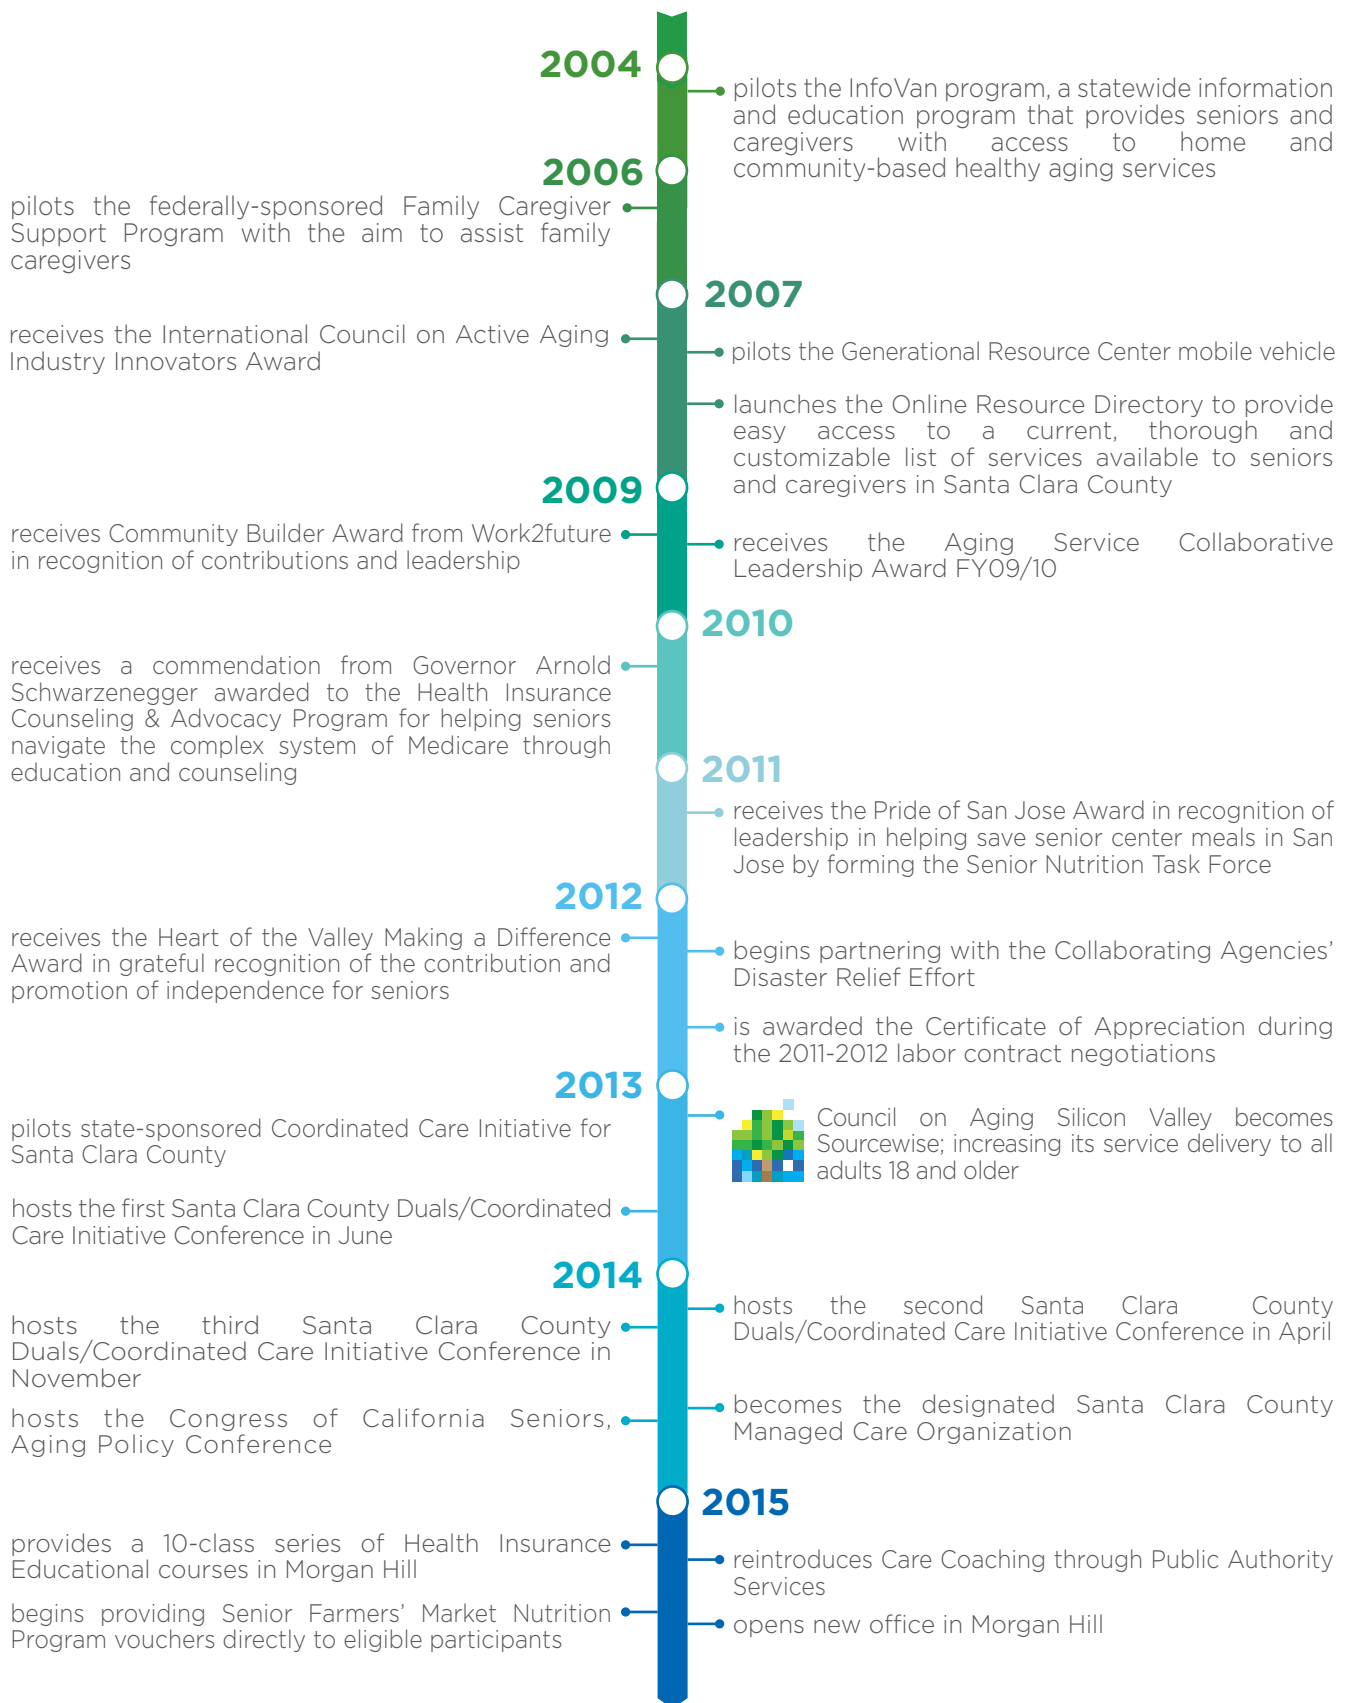 2004
pilots the InfoVan program, a statewide information
and education program that provides seniors and
caregivers with access to home and
community-based healthy aging services
2006
pilots the federally-sponsored Family Caregiver
Support Program with the aim to assist family
caregivers
2007
receives the International Council on Active Aging
Industry Innovators Award
pilots the Generational Resource Center mobile vehicle
launches the Online Resource Directory to provide
easy access to a current, thorough and
customizable list of services available to seniors
and caregivers in Santa Clara County
2009
receives Community Builder Award from Work2future
in recognition of contributions and leadership
receives the Aging Service Collaborative
Leadership Award FY09/10
2010
receives a commendation from Governor Arnold
Schwarzenegger awarded to the Health Insurance
Counseling & Advocacy Program for helping seniors
navigate the complex system of Medicare through
education and counseling
2011
receives the Pride of San Jose Award in recognition of
leadership in helping save senior center meals in San
Jose by forming the Senior Nutrition Task Force
2012
receives the Heart of the Valley Making a Difference
Award in grateful recognition of the contribution and
promotion of independence for seniors
begins partnering with the Collaborating Agencies’
Disaster Relief Effort
is awarded the Certificate of Appreciation during
the 2011-2012 labor contract negotiations
2013
pilots state-sponsored Coordinated Care Initiative for
Santa Clara County
Council on Aging Silicon Valley becomes
Sourcewise; increasing its service delivery to all
adults 18 and older
hosts the first Santa Clara County Duals/Coordinated
Care Initiative Conference in June
2014
hosts the second Santa Clara County
Duals/Coordinated Care Initiative Conference in April
hosts the third Santa Clara County
Duals/Coordinated Care Initiative Conference in
November
becomes the designated Santa Clara County
Managed Care Organization
hosts the Congress of California Seniors,
Aging Policy Conference
2015
provides a 10-class series of Health Insurance
Educational courses in Morgan Hill
reintroduces Care Coaching through Public Authority
Services
begins providing Senior Farmers’ Market Nutrition
Program vouchers directly to eligible participants
opens new office in Morgan Hill